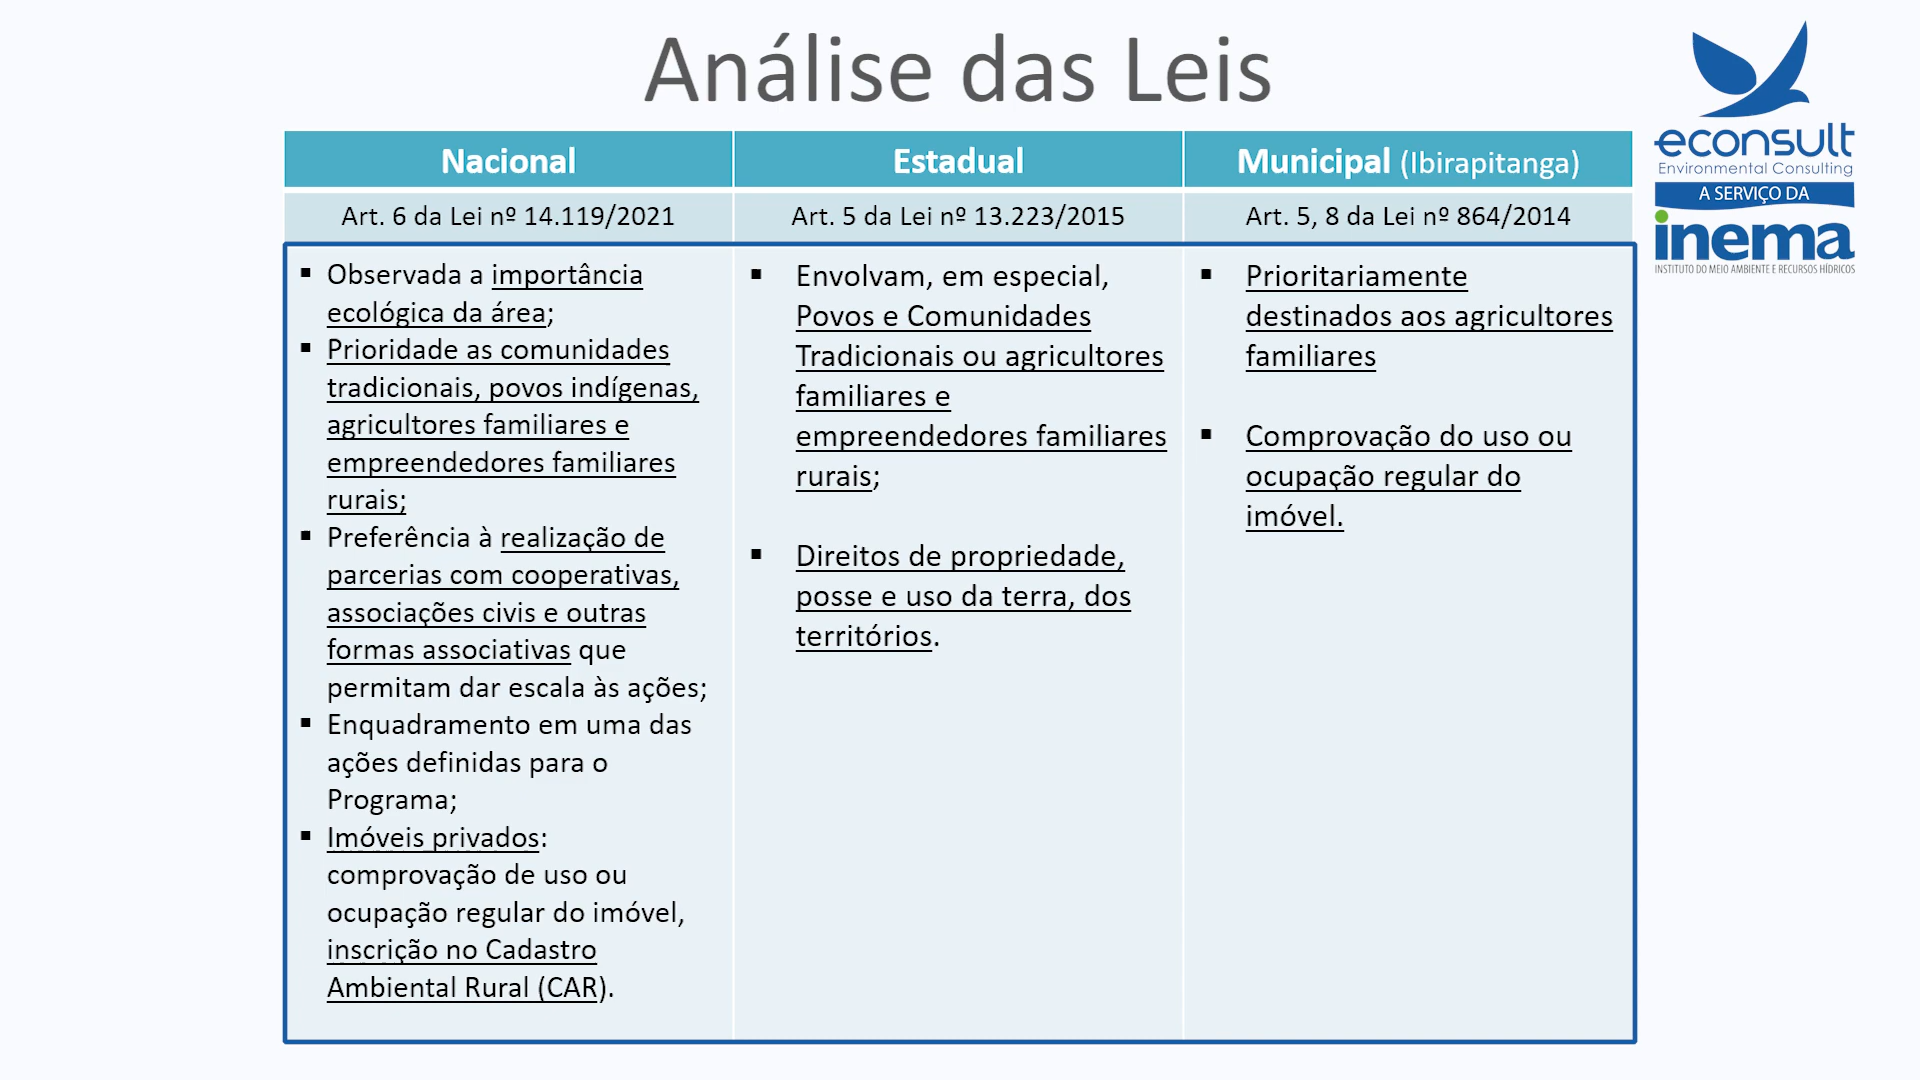 Análise das Leis
Nacional
Estadual
Municipal (Ibirapitanga)
Art. 6 da Lei nº 14.119/2021
Art. 5 da Lei nº 13.223/2015
Art. 5, 8 da Lei nº 864/2014
▪ Observada a importância
ecológica da área;
▪ Prioridade as comunidades
tradicionais, povos indígenas,
agricultores familiares e
empreendedores familiares
rurais;
▪ Preferência à realização de
parcerias com cooperativas,
associações civis e outras
formas associativas que
permitam dar escala às ações;
▪ Enquadramento em uma das
ações definidas para o
Programa;
▪ Imóveis privados:
comprovação de uso ou
ocupação regular do imóvel,
inscrição no Cadastro
Ambiental Rural (CAR).
▪ Envolvam, em especial,
Povos e Comunidades
Tradicionais ou agricultores
familiares e
empreendedores familiares
rurais;
▪ Direitos de propriedade,
posse e uso da terra, dos
territórios.
▪ Prioritariamente
destinados aos agricultores
familiares
▪ Comprovação do uso ou
ocupação regular do
imóvel.
econsult
Environmental Consulting
A SERVIÇO DA
inema
INSTITUTO DO MEIO AMBIENTE E RECURSOS HÍDRICOS